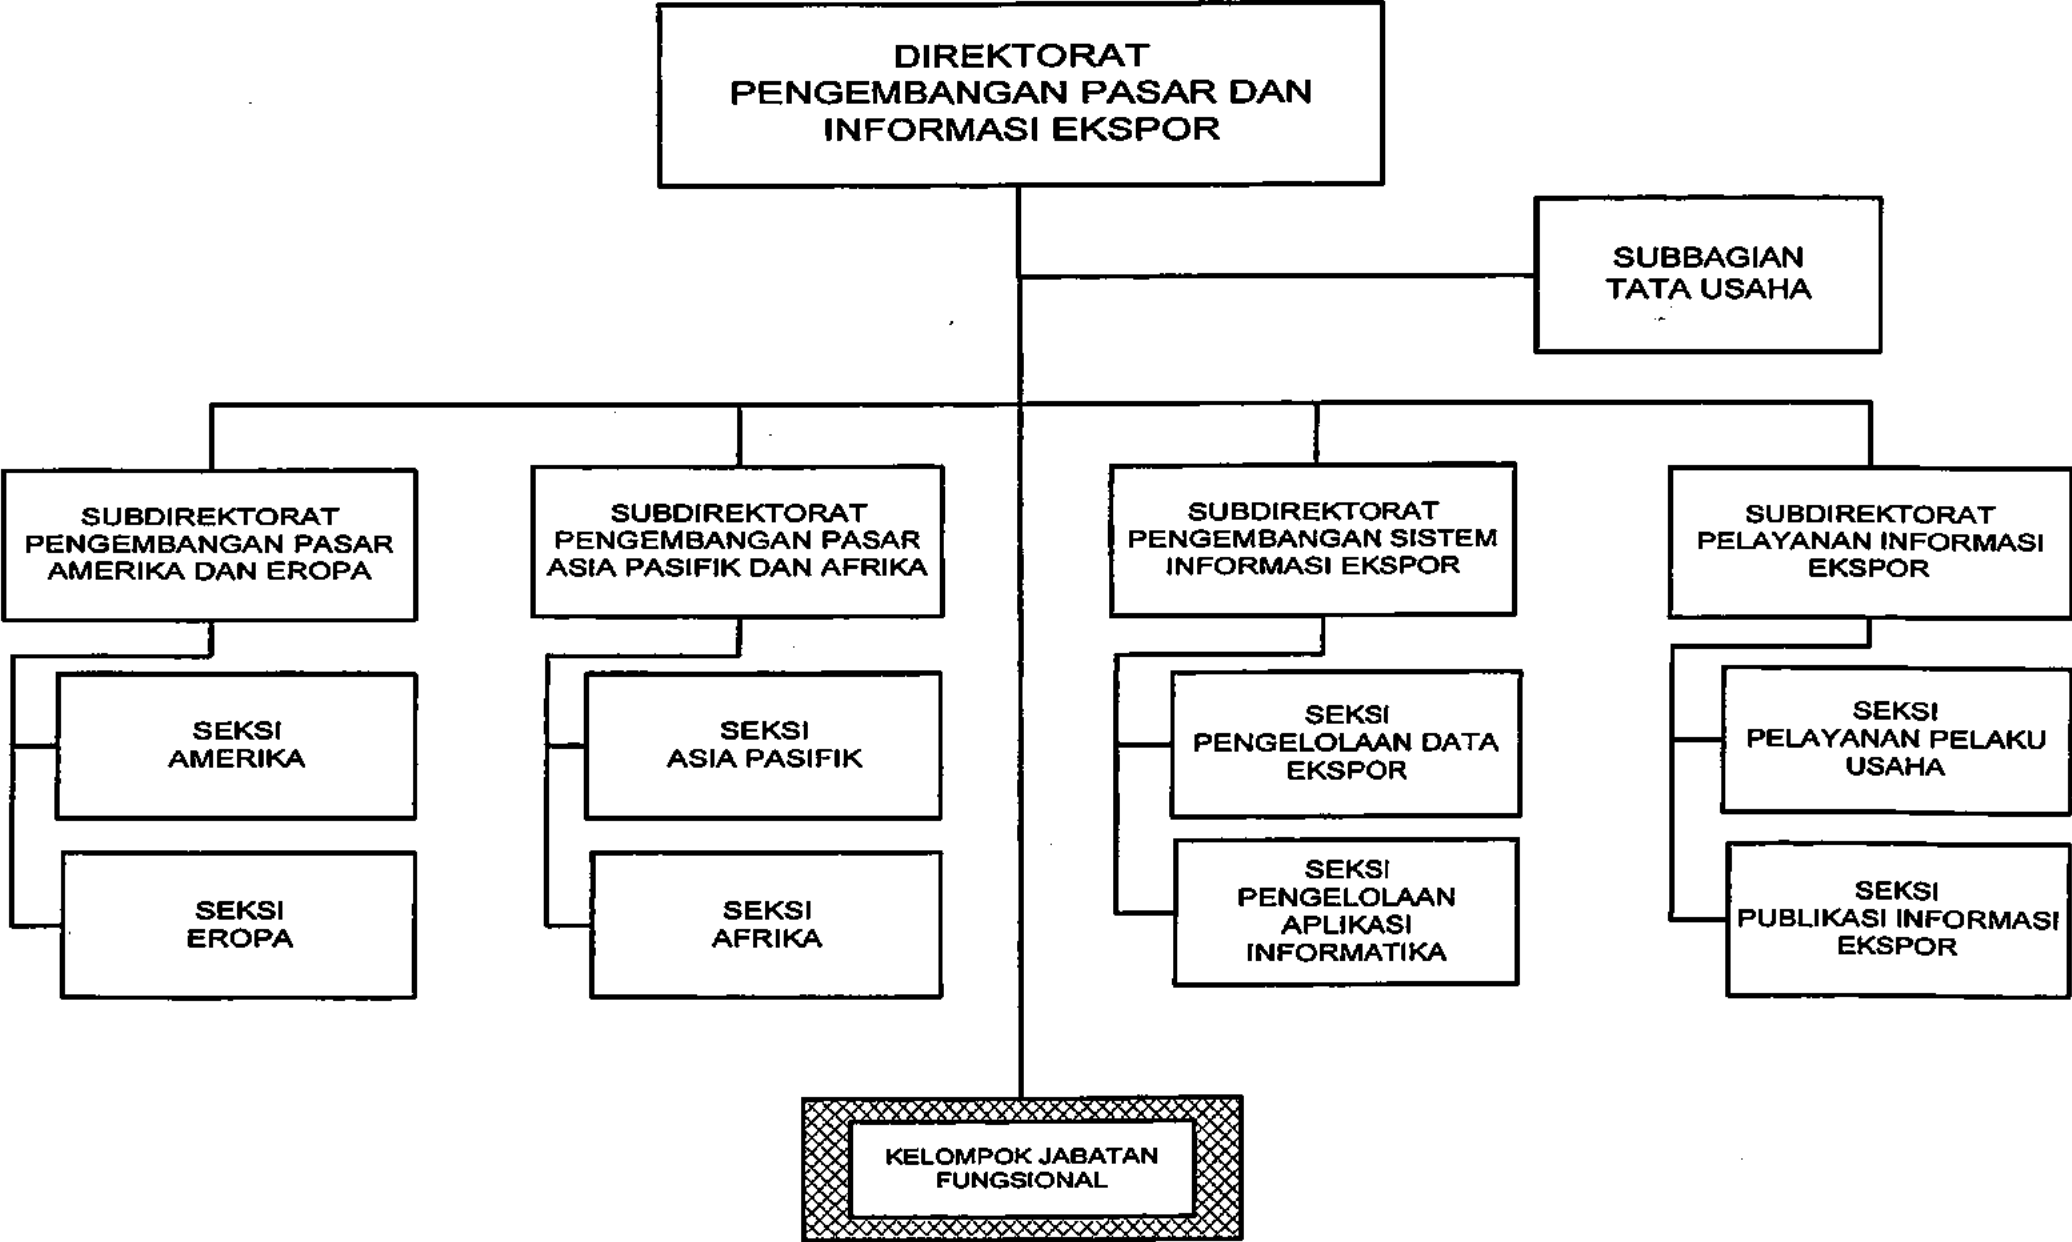 DIREKTORAT
PENGEMBANGAN PASAR DAN
INFORMASI EKSPOR
SUBBAGIAN
TATA USAHA
SUBDIREKTORAT
PENGEMBANGAN PASAR
AMERIKA DAN EROPA
SUBDIREKTORAT
PENGEMBANGAN PASAR
ASIA PASIFIK DAN AFRIKA
SUBDIREKTORAT
PENGEMBANGAN SISTEM
INFORMASI EKSPOR
SUBDIREKTORAT
PELAYANAN INFORMASI
EKSPOR
SEKSI
AMERIKA
SEKSI
ASIA PASIFIK
SEKSI
PENGELOLAAN DATA
EKSPOR
SEKSI
PELAYANAN PELAKU
USAHA
SEKSI
EROPA
SEKSI
AFRIKA
SEKSI
PENGELOLAAN
APLIKASI
INFORMATIKA
SEKSI
PUBLIKASI INFORMASI
EKSPOR
KELOMPOK JABATAN
FUNGSIONAL